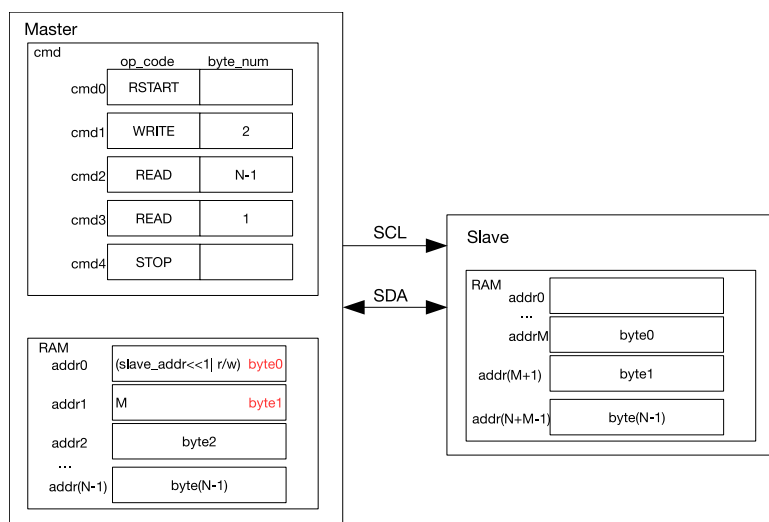 Master
cmd
op_code byte_num
cmd0 RSTART
cmd1 WRITE 2
cmd2 READ N-1
cmd3 READ 1
cmd4 STOP
RAM
addr0 (slave_addr<<1| r/w) byte0
addr1 M byte1
addr2 byte2
...
addr(N-1) byte(N-1)
SCL
SDA
Slave
RAM
addr0
...
addrM byte0
addr(M+1) byte1
addr(N+M-1) byte(N-1)